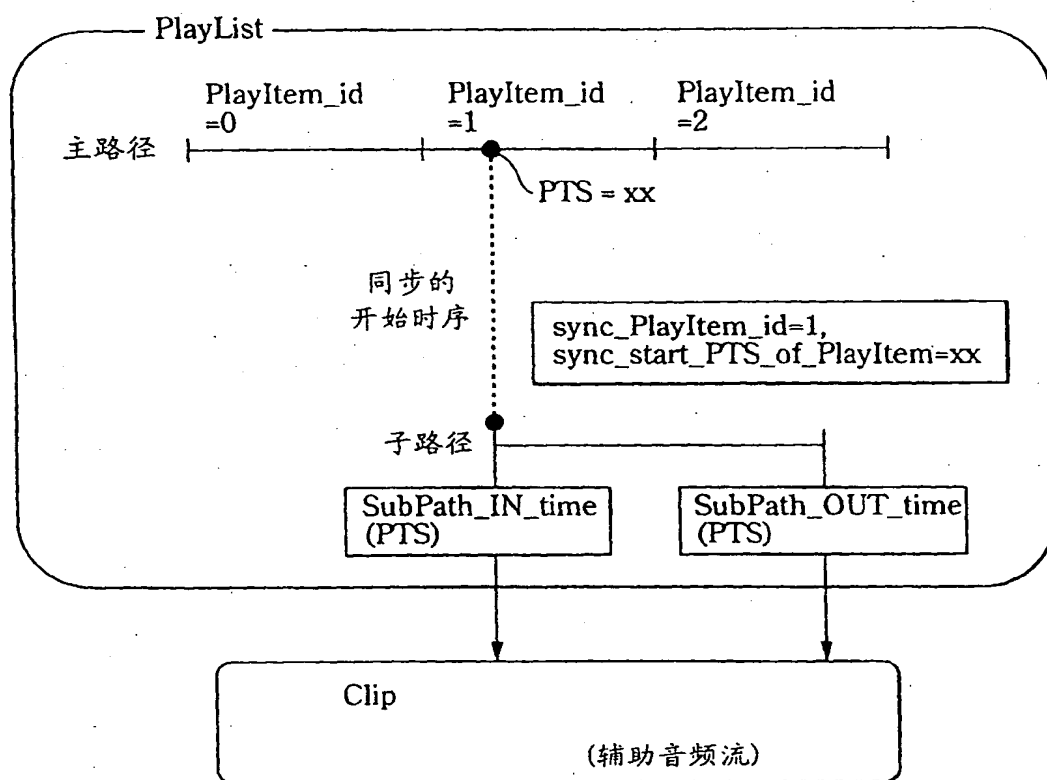 PlayList
PlayItem_id
=0
PlayItem_id
=1
PlayItem_id
=2
主路径
PTS = xx
同步的
开始时序
sync_PlayItem_id=1,
sync_start_PTS_of_PlayItem=xx
子路径
SubPath_IN_time
(PTS)
SubPath_OUT_time
(PTS)
Clip
(辅助音频流)